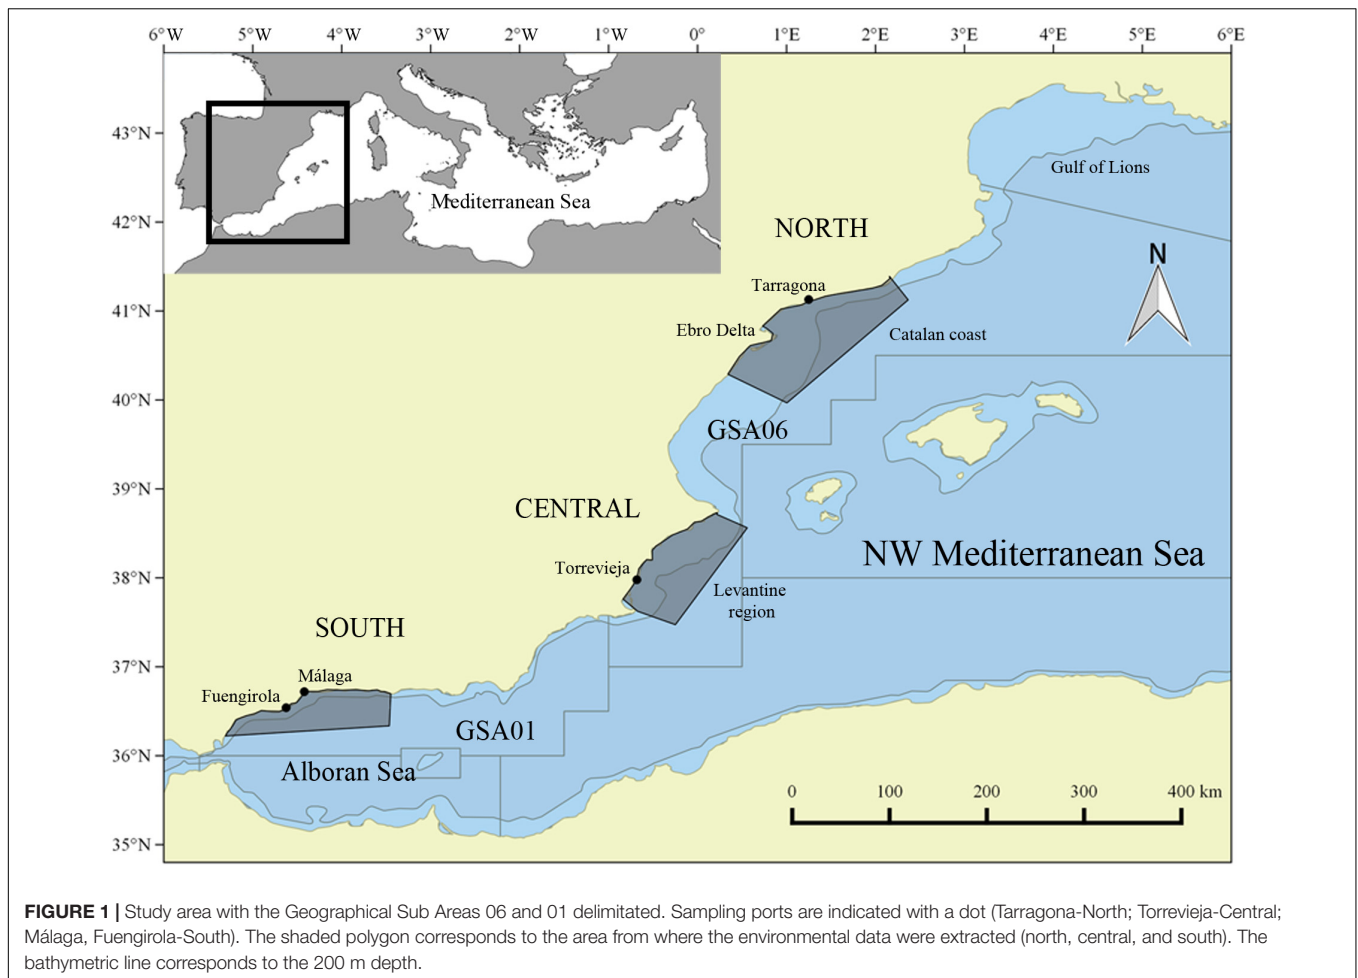 6°W 5°W 4°W 3°W 2°W 1°W 0° 1°E 2°E 3°E 4°E 5°E 6°E
43°N
42°N
41°N
40°N
39°N
38°N
37°N
36°N
35°N
Mediterranean Sea
Gulf of Lions
NORTH
N
Tarragona
Ebro Delta
Catalan coast
GSA06
CENTRAL
NW Mediterranean Sea
Torrevieja
Levantine
region
SOUTH
Málaga
Fuengirola
GSA01
Alboran Sea
0 100 200 300 400 km
FIGURE 1 | Study area with the Geographical Sub Areas 06 and 01 delimitated. Sampling ports are indicated with a dot (Tarragona-North; Torrevieja-Central;
Málaga, Fuengirola-South). The shaded polygon corresponds to the area from where the environmental data were extracted (north, central, and south). The
bathymetric line corresponds to the 200 m depth.